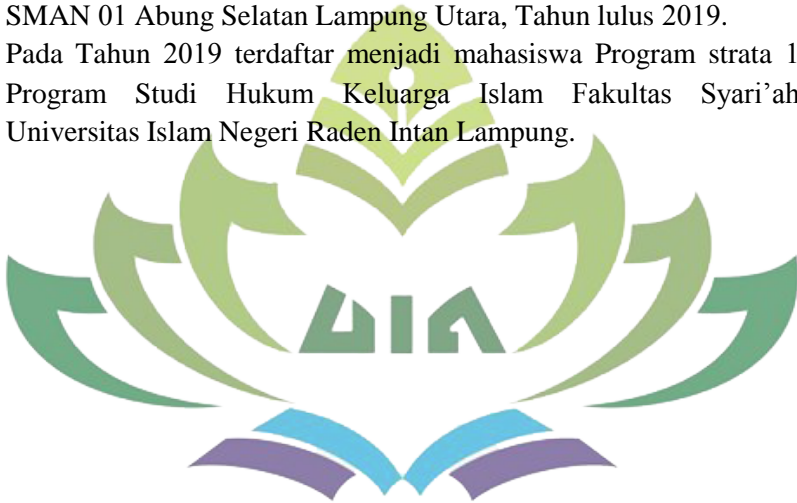 SMAN 01 Abung Selatan Lampung Utara, Tahun lulus 2019.
Pada Tahun 2019 terdaftar menjadi mahasiswa Program strata 1
Program Studi Hukum Keluarga Islam Fakultas Syari’ah
Universitas Islam Negeri Raden Intan Lampung.
UIN